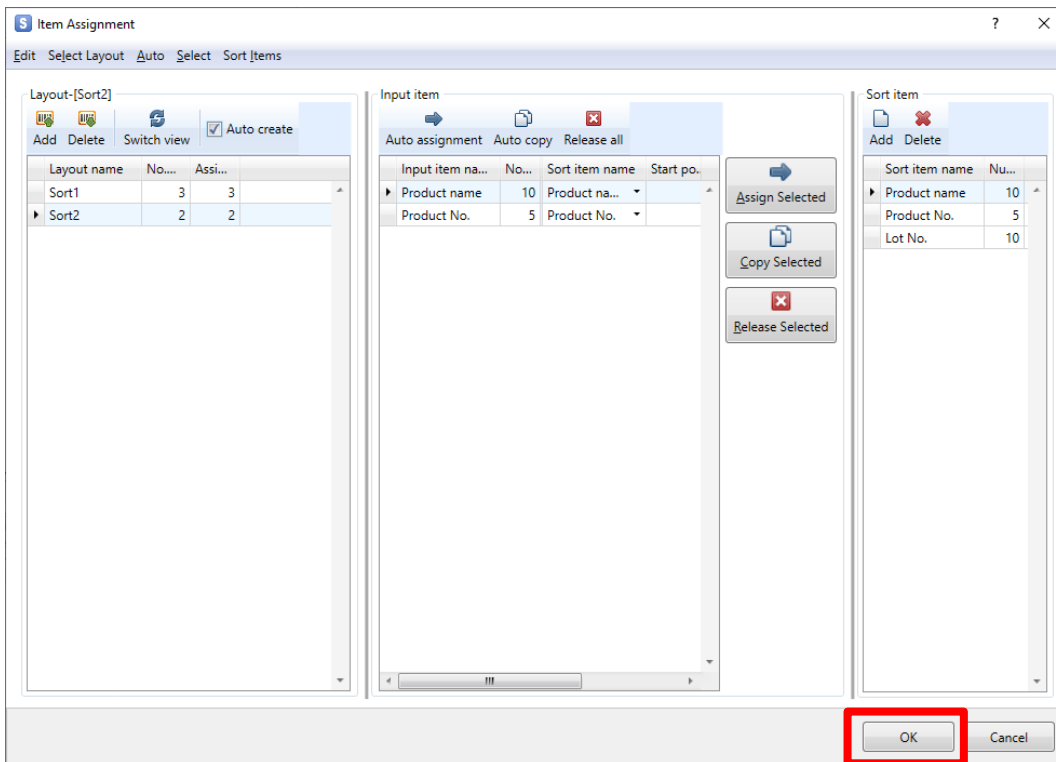 S Item Assignment ? ×
Edit Select Layout Auto Select Sort Items
Layout-[Sort2]
Add Delete Switch view Auto create
Layout name No.... Assi...
Sort1 3 3
Sort2 2 2
Input item
Auto assignment Auto copy Release all
Input item na... No... Sort item name Start po..
Product name 10 Product na...
Product No. 5 Product No.
Assign Selected
Copy Selected
Release Selected
Sort item
Add Delete
Sort item name Nu...
Product name 10
Product No. 5
Lot No. 10
OK Cancel